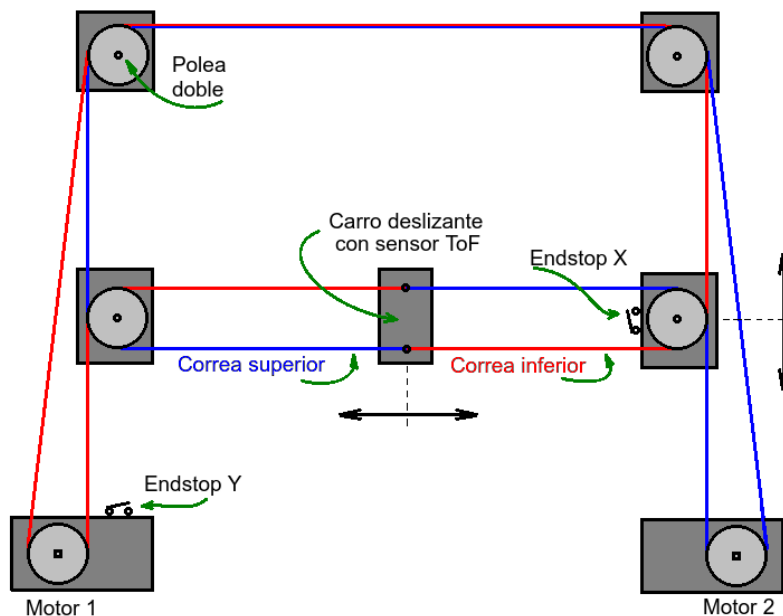 Polea
doble
Carro deslizante
con sensor ToF
Endstop X
Correa superior
Correa inferior
Endstop Y
Motor 1
Motor 2